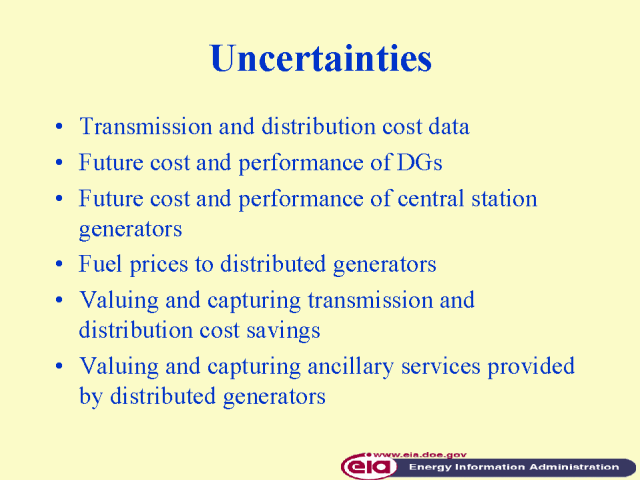 Uncertainties
• Transmission and distribution cost data
• Future cost and performance of DGs
• Future cost and performance of central station
generators
• Fuel prices to distributed generators
• Valuing and capturing transmission and
distribution cost savings
• Valuing and capturing ancillary services provided
by distributed generators
www.eia.doe.gov
eia Energy Information Administration